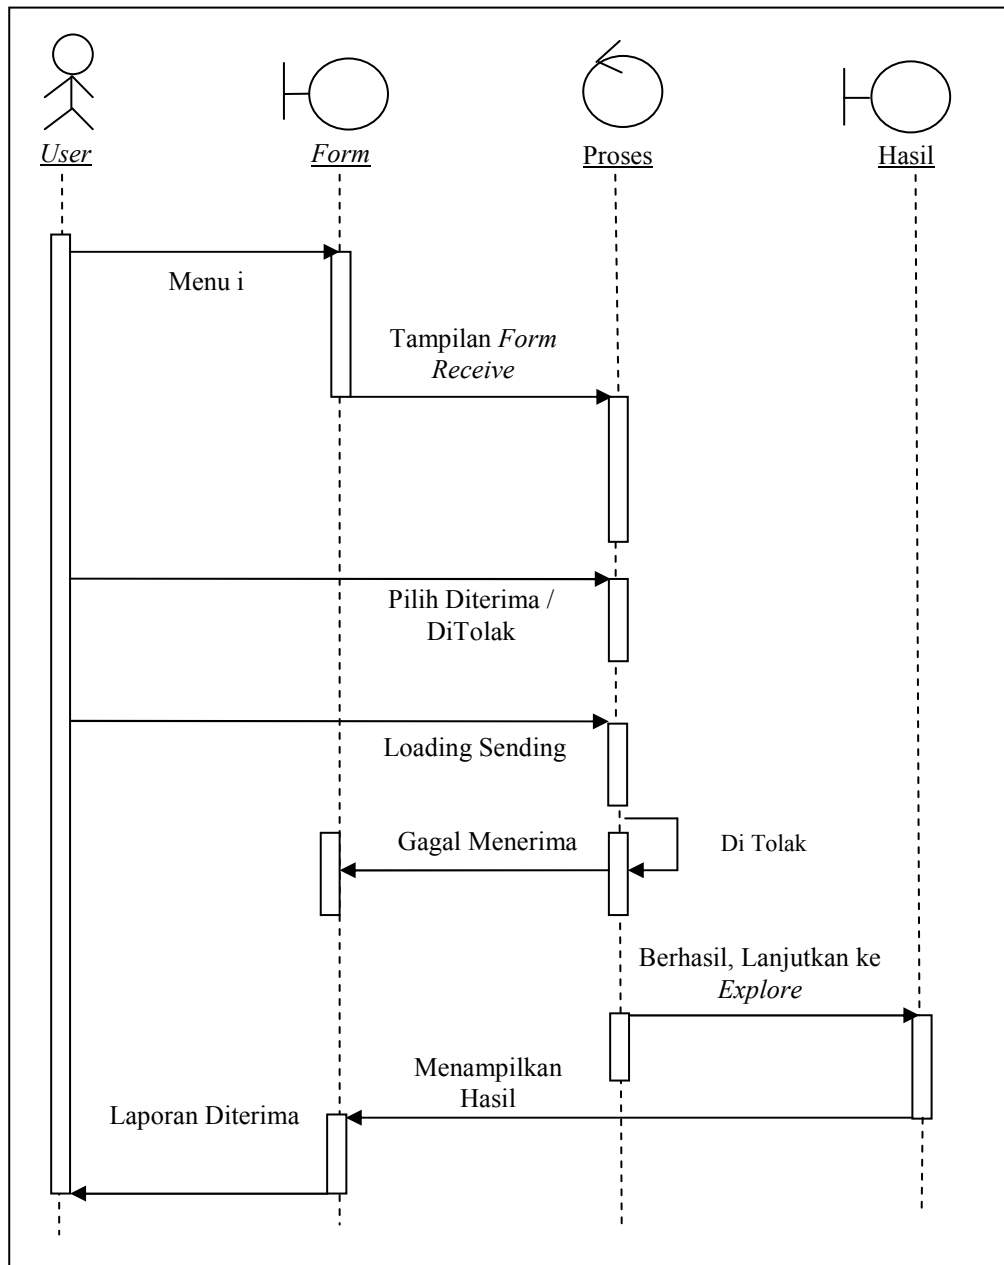 User
Form
Proses
Hasil
Menu i
Tampilan Form
Receive
Pilih Diterima /
DiTolak
Loading Sending
Gagal Menerima
Di Tolak
Berhasil, Lanjutkan ke
Explore
Menampilkan
Hasil
Laporan Diterima